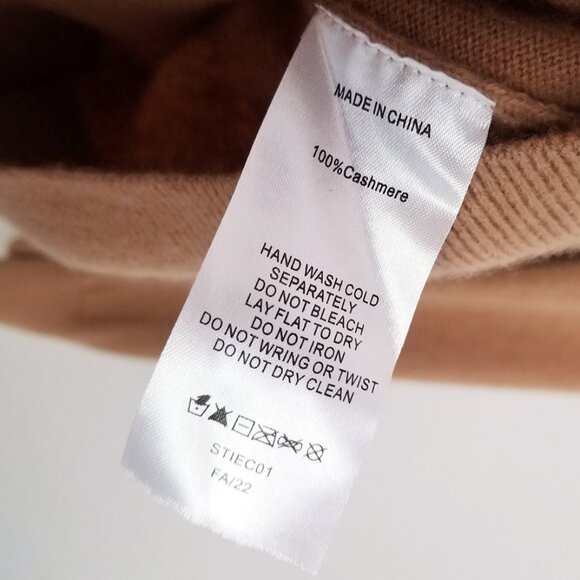 MADE IN CHINA
100%Cashmere
HAND WASH COLD
SEPARATELY
DO NOT BLEACH
LAY FLAT TO DRY
DO NOT IRON
DO NOT WRING OR TWIST
DO NOT DRY CLEAN
STIEC01
FA/22